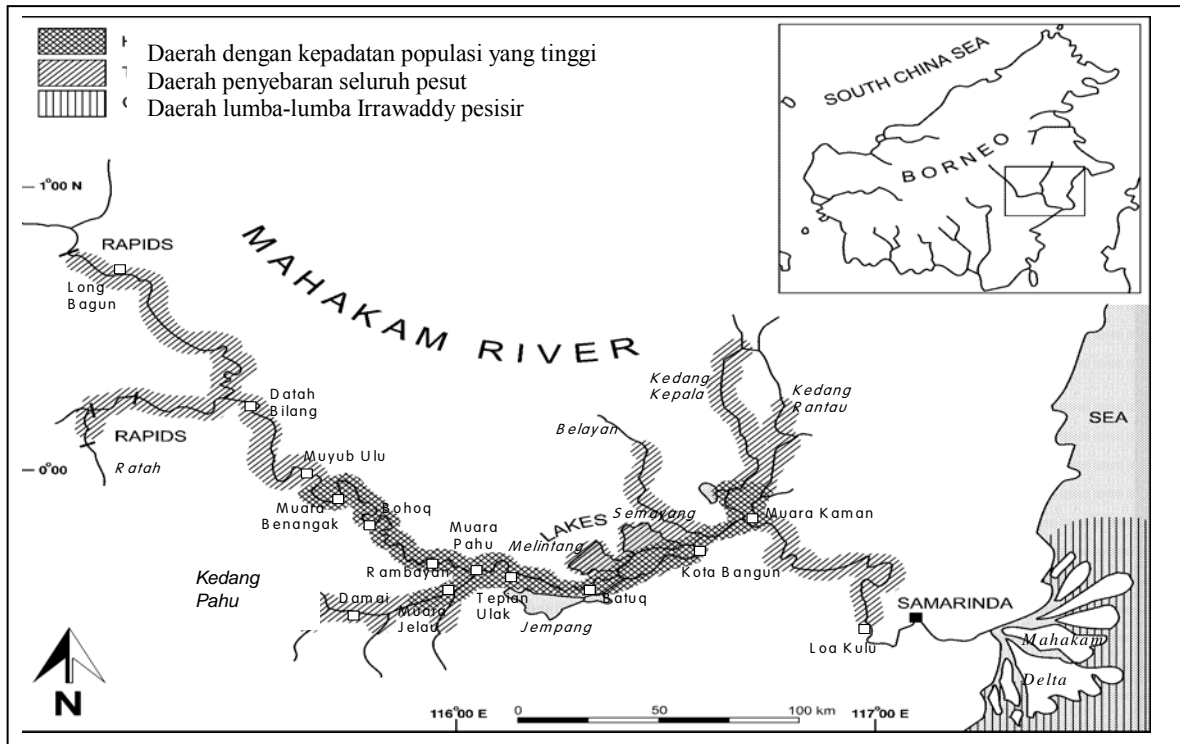 Daerah dengan kepadatan populasi yang tinggi
Daerah penyebaran seluruh pesut
Daerah lumba-lumba Irrawaddy pesisir
SOUTH CHINA SEA
BORNEO
1°00 N
RAPIDS
Long
Bagun
MAHAKAM RIVER
Kedang
Kepala
Kedang
Rantau
Datah
Bilang
SEA
RAPIDS
Belayan
Ratah
0°00
Muyub Ulu
Muara
Benangak
Bohoq
Semayang
Muara Kaman
LAKES
Muara
Pahu
Melintang
Kota Bangun
Rambayan
Kedang
Pahu
Damai
Muara
Jelau
Tepian
Ulak
Batuq
Jempang
SAMARINDA
Loa Kulu
Mahakam
Delta
N
116°00 E
0
50
100 km
117°00 E